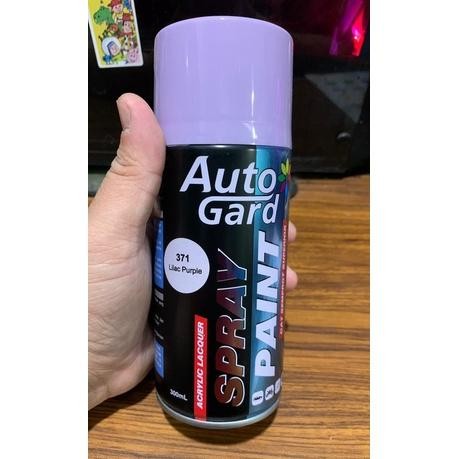 Auto
Gard
371
Lilac Purple
SPRAY
PAINT
ACRYLIC LACQUER
300mL